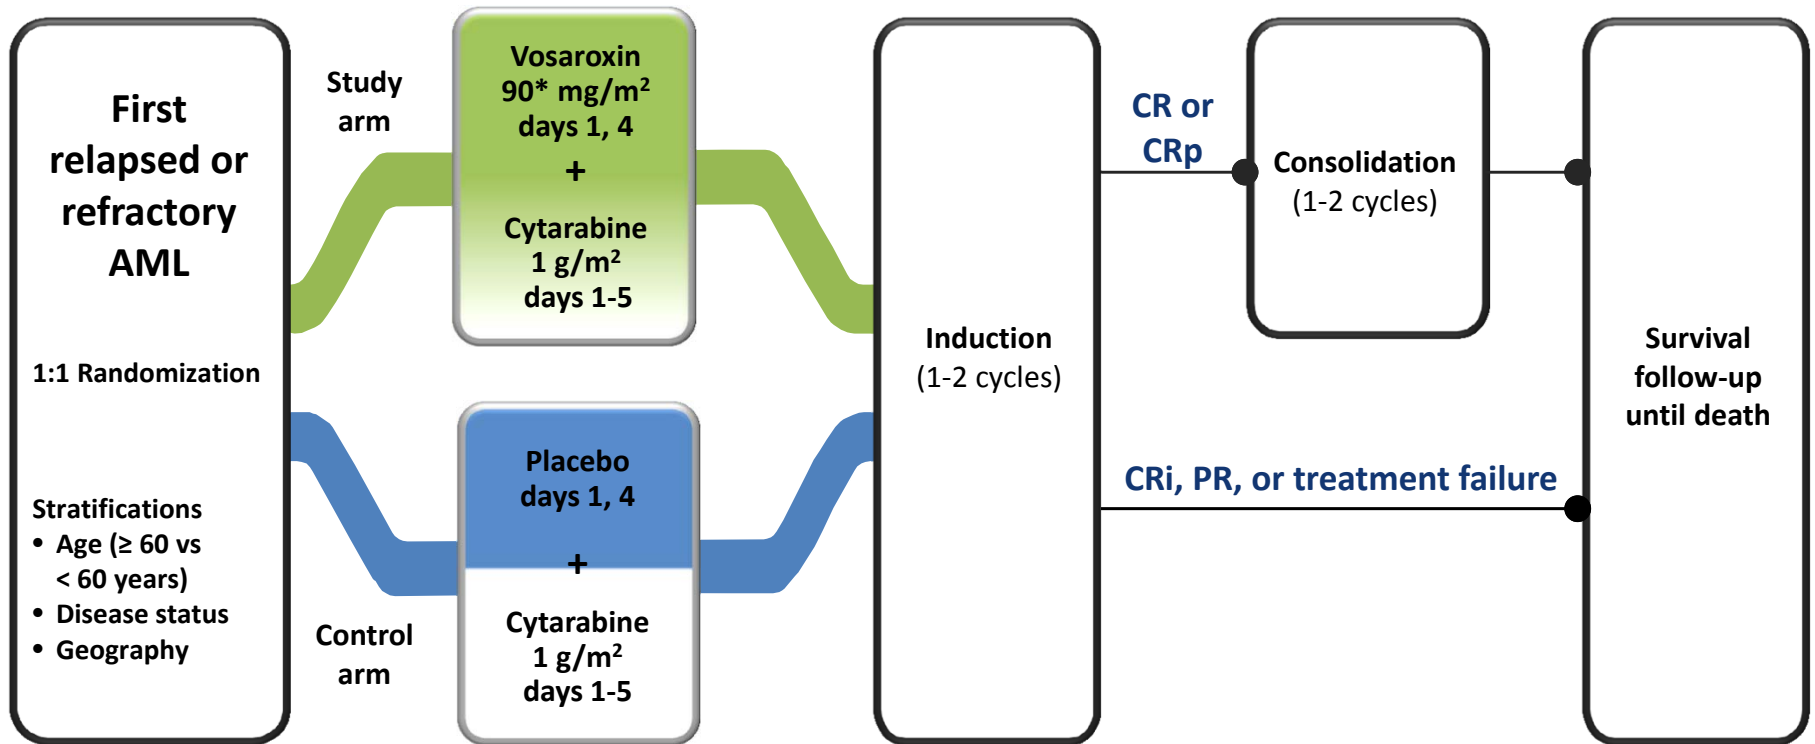 First
relapsed or
refractory
AML
1:1 Randomization
Stratifications
• Age (≥ 60 vs
< 60 years)
• Disease status
• Geography
Study
arm
Vosaroxin
90* mg/m²
days 1, 4
+
Cytarabine
1 g/m²
days 1-5
Control
arm
Placebo
days 1, 4
+
Cytarabine
1 g/m²
days 1-5
Induction
(1-2 cycles)
CR or
CRp
Consolidation
(1-2 cycles)
CRi, PR, or treatment failure
Survival
follow-up
until death